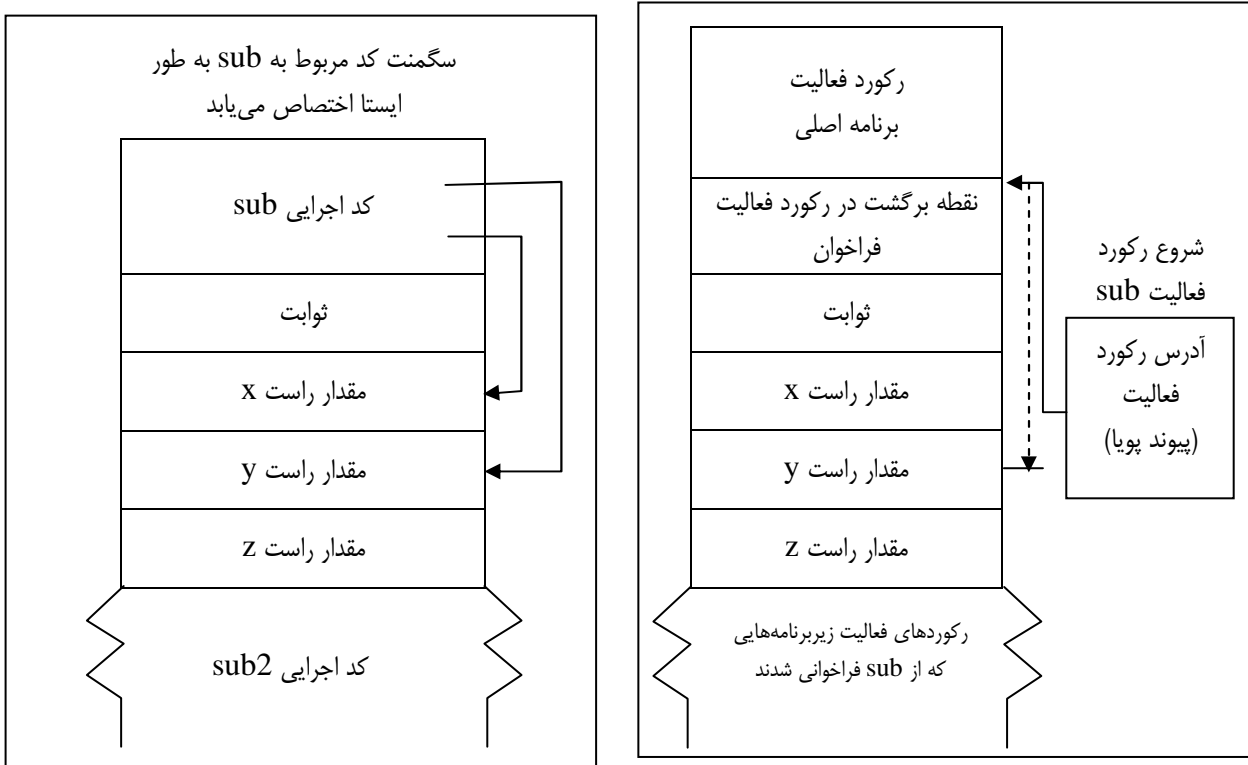 سگمنت کد مربوط به sub به طور
ایستا اختصاص می‌یابد
کد اجرایی sub
ثوابت
مقدار راست x
مقدار راست y
مقدار راست z
کد اجرایی sub2
رکورد فعالیت
برنامه اصلی
نقطه برگشت در رکورد فعالیت
فراخوان
ثوابت
مقدار راست x
مقدار راست y
مقدار راست z
رکوردهای فعالیت زیربرنامه‌هایی
که از sub فراخوانی شدند
شروع رکورد
فعالیت sub
آدرس رکورد
فعالیت
(پیوند پویا)